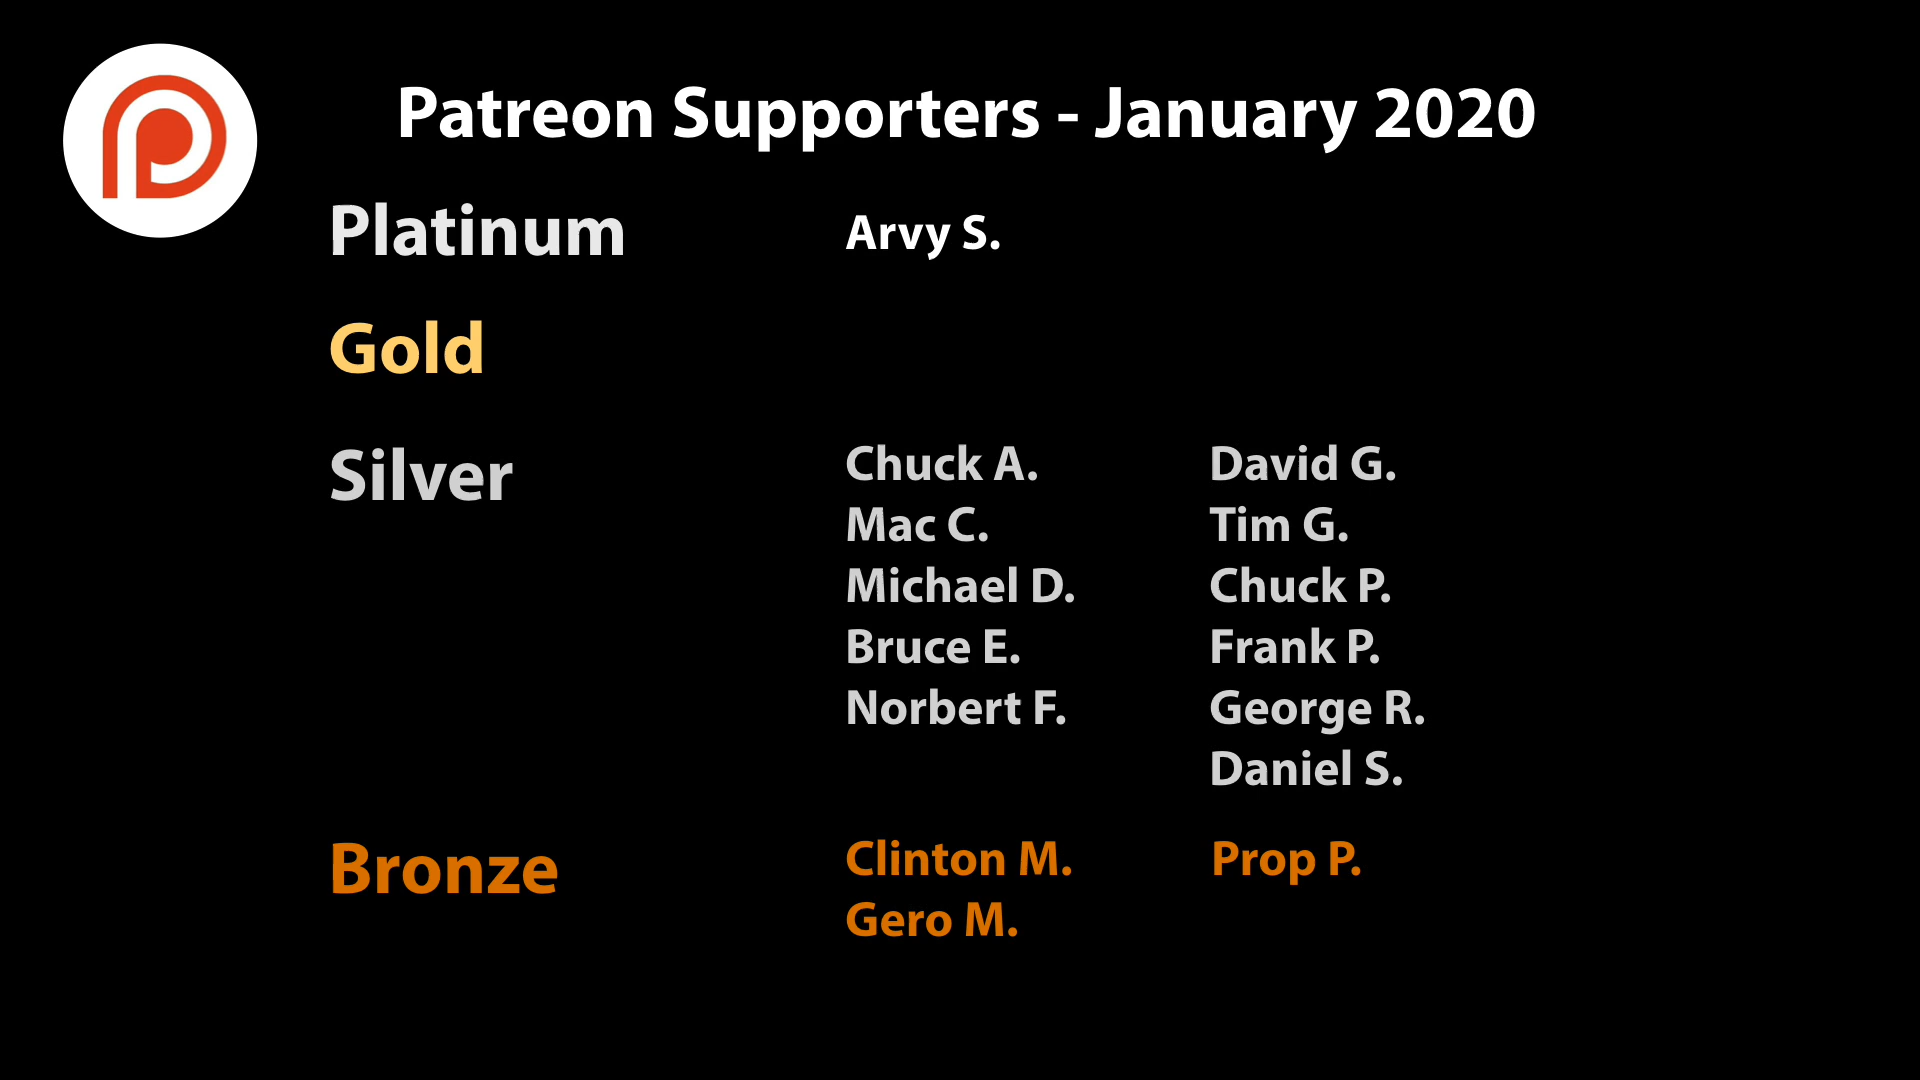 Patreon Supporters - January 2020
Platinum
Arvy S.
Gold
Silver
Chuck A.
Mac C.
Michael D.
Bruce E.
Norbert F.
David G.
Tim G.
Chuck P.
Frank P.
George R.
Daniel S.
Bronze
Clinton M.
Gero M.
Prop P.